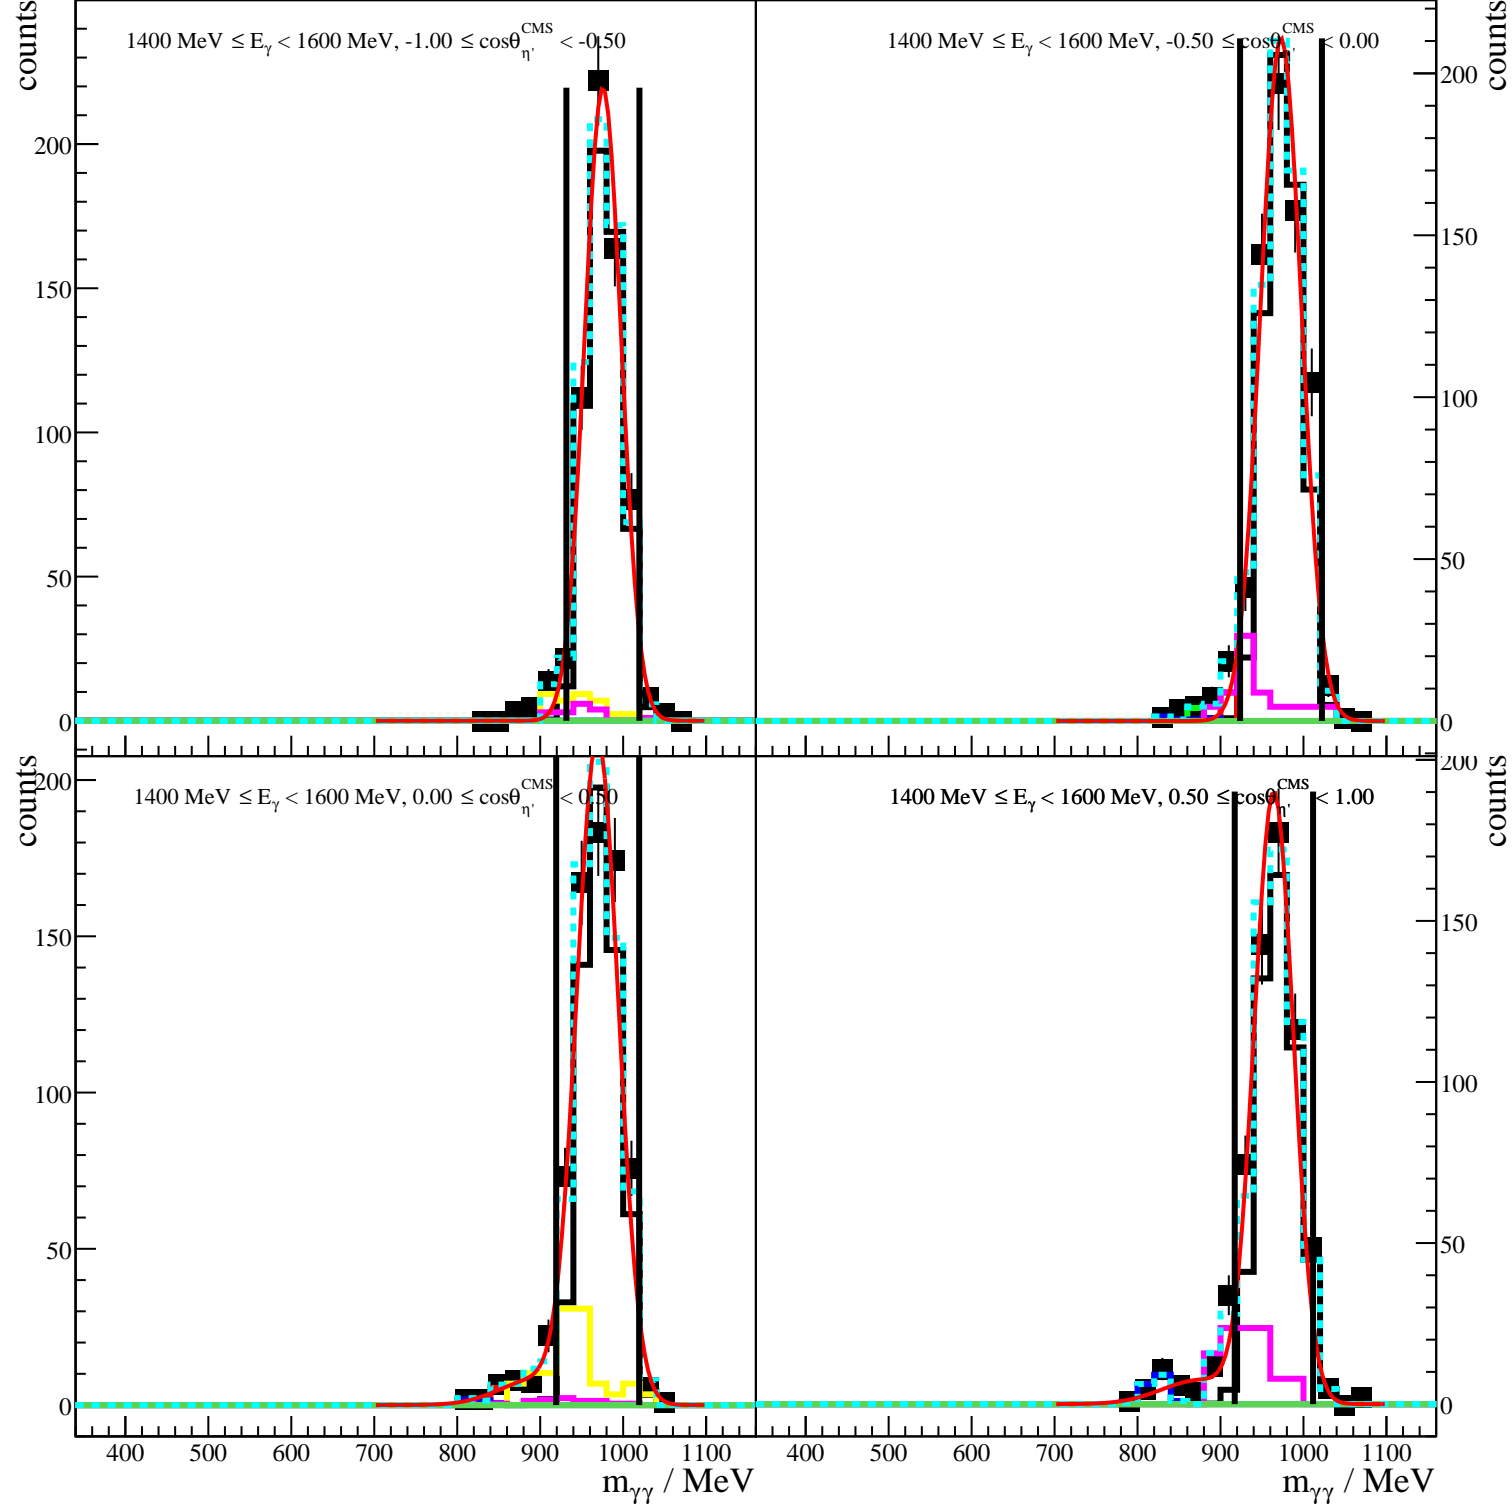 counts
counts
1400 MeV ≤ Eγ < 1600 MeV, -1.00 ≤ cosθη'CMS < -0.50
1400 MeV ≤ Eγ < 1600 MeV, -0.50 ≤ cosθ'CMS < 0.00
200
150
100
50
0
200
150
100
50
0
counts
counts
1400 MeV ≤ Eγ < 1600 MeV, 0.00 ≤ cosθη'CMS < 0.50
1400 MeV ≤ Eγ < 1600 MeV, 0.50 ≤ cosθη'CMS < 1.00
200
150
100
50
0
200
150
100
50
0
400 500 600 700 800 900 1000 1100
400 500 600 700 800 900 1000 1100
mγγ / MeV
mγγ / MeV